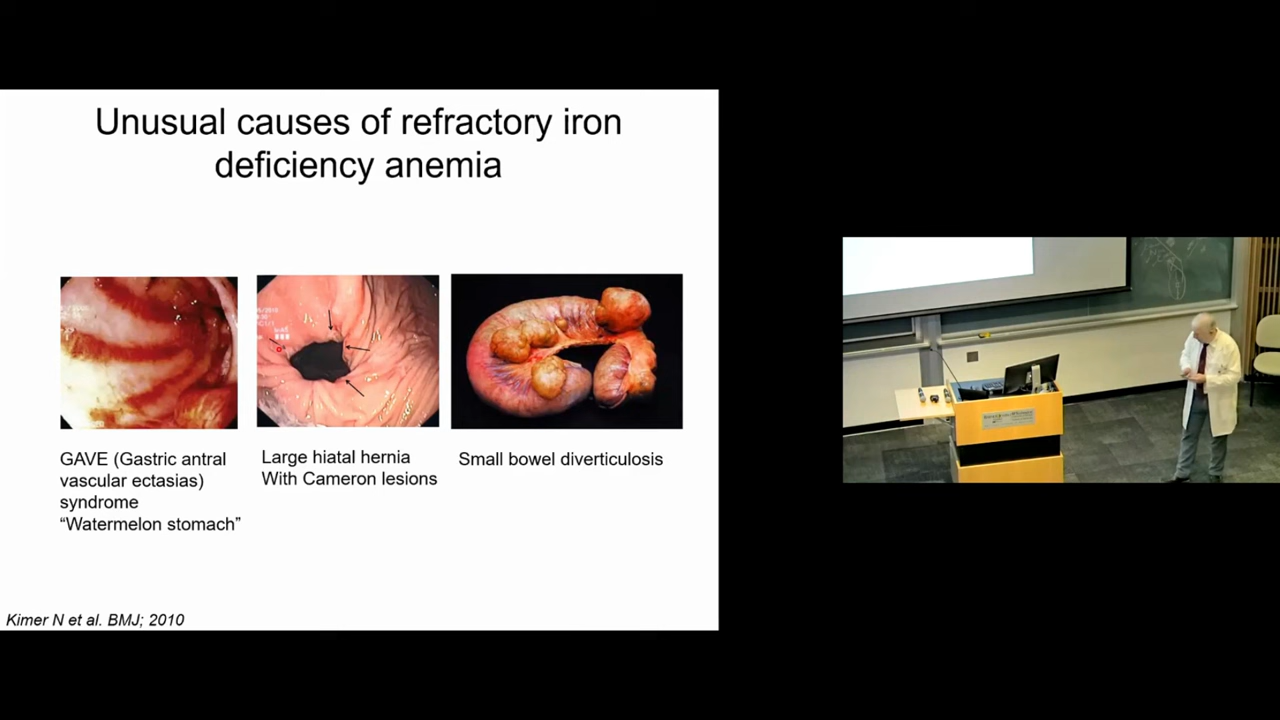 Unusual causes of refractory iron
deficiency anemia
GAVE (Gastric antral
vascular ectasias)
syndrome
“Watermelon stomach”
Large hiatal hernia
With Cameron lesions
Small bowel diverticulosis
Kimer N et al. BMJ; 2010